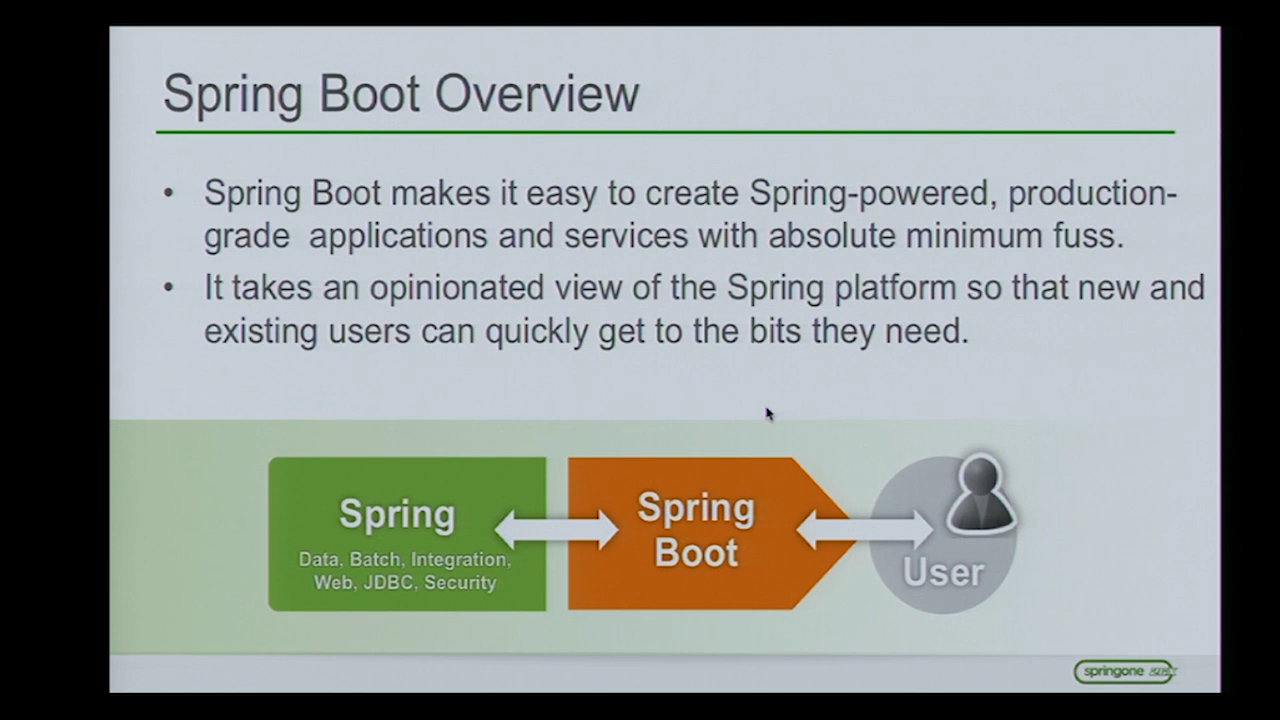 Spring Boot Overview
• Spring Boot makes it easy to create Spring-powered, production-
grade applications and services with absolute minimum fuss.
• It takes an opinionated view of the Spring platform so that new and
existing users can quickly get to the bits they need.
Spring
Data, Batch, Integration,
Web, JDBC, Security
Spring
Boot
User
springone